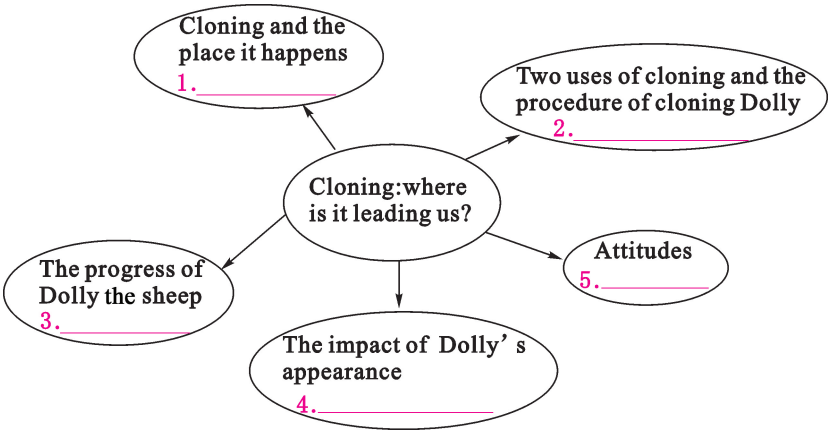 Cloning and the
place it happens
1.
Two uses of cloning and the
procedure of cloning Dolly
2.
Cloning:where
is it leading us?
Attitudes
5.
The progress of
Dolly the sheep
3.
The impact of Dolly’s
appearance
4.